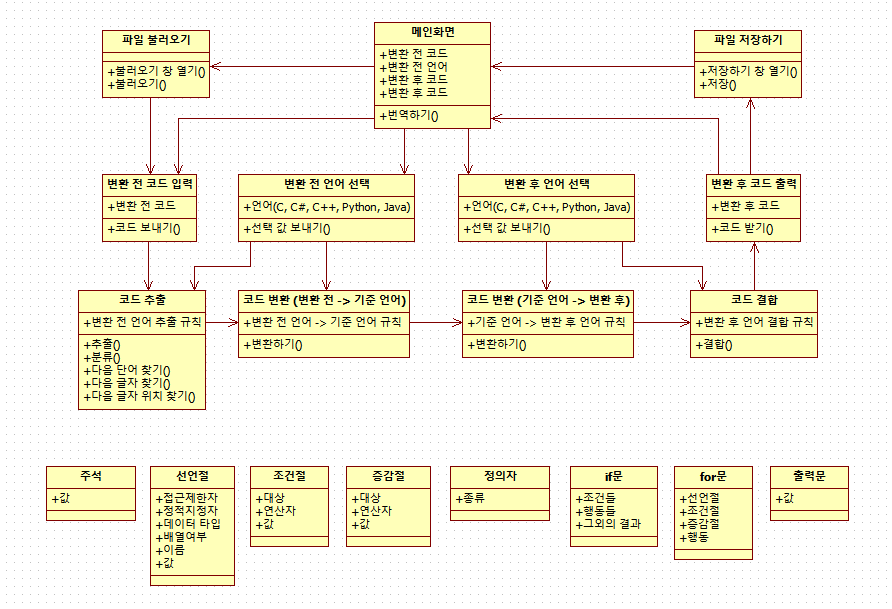 파일 불러오기
+불러오기 창 열기()
+불러오기()
메인화면
+변환 전 코드
+변환 전 언어
+변환 후 코드
+변환 후 코드
+번역하기()
파일 저장하기
+저장하기 창 열기()
+저장()
변환 전 코드 입력
+변환 전 코드
+코드 보내기()
변환 전 언어 선택
+언어(C, C#, C++, Python, Java)
+선택 값 보내기()
변환 후 언어 선택
+언어(C, C#, C++, Python, Java)
+선택 값 보내기()
변환 후 코드 출력
+변환 후 코드
+코드 받기()
코드 추출
+변환 전 언어 추출 규칙
+추출()
+분류()
+다음 단어 찾기()
+다음 글자 찾기()
+다음 글자 위치 찾기()
코드 변환 (변환 전 -> 기준 언어)
+변환 전 언어 -> 기준 언어 규칙
+변환하기()
코드 변환 (기준 언어 -> 변환 후)
+기준 언어 -> 변환 후 언어 규칙
+변환하기()
코드 결합
+변환 후 언어 결합 규칙
+결합()
주석
+값
선언절
+접근제한자
+정적지정자
+데이터 타입
+배열여부
+이름
+값
조건절
+대상
+연산자
+값
증감절
+대상
+연산자
+값
정의자
+종류
if문
+조건들
+행동들
+그외의 결과
for문
+선언절
+조건절
+증감절
+행동
출력문
+값